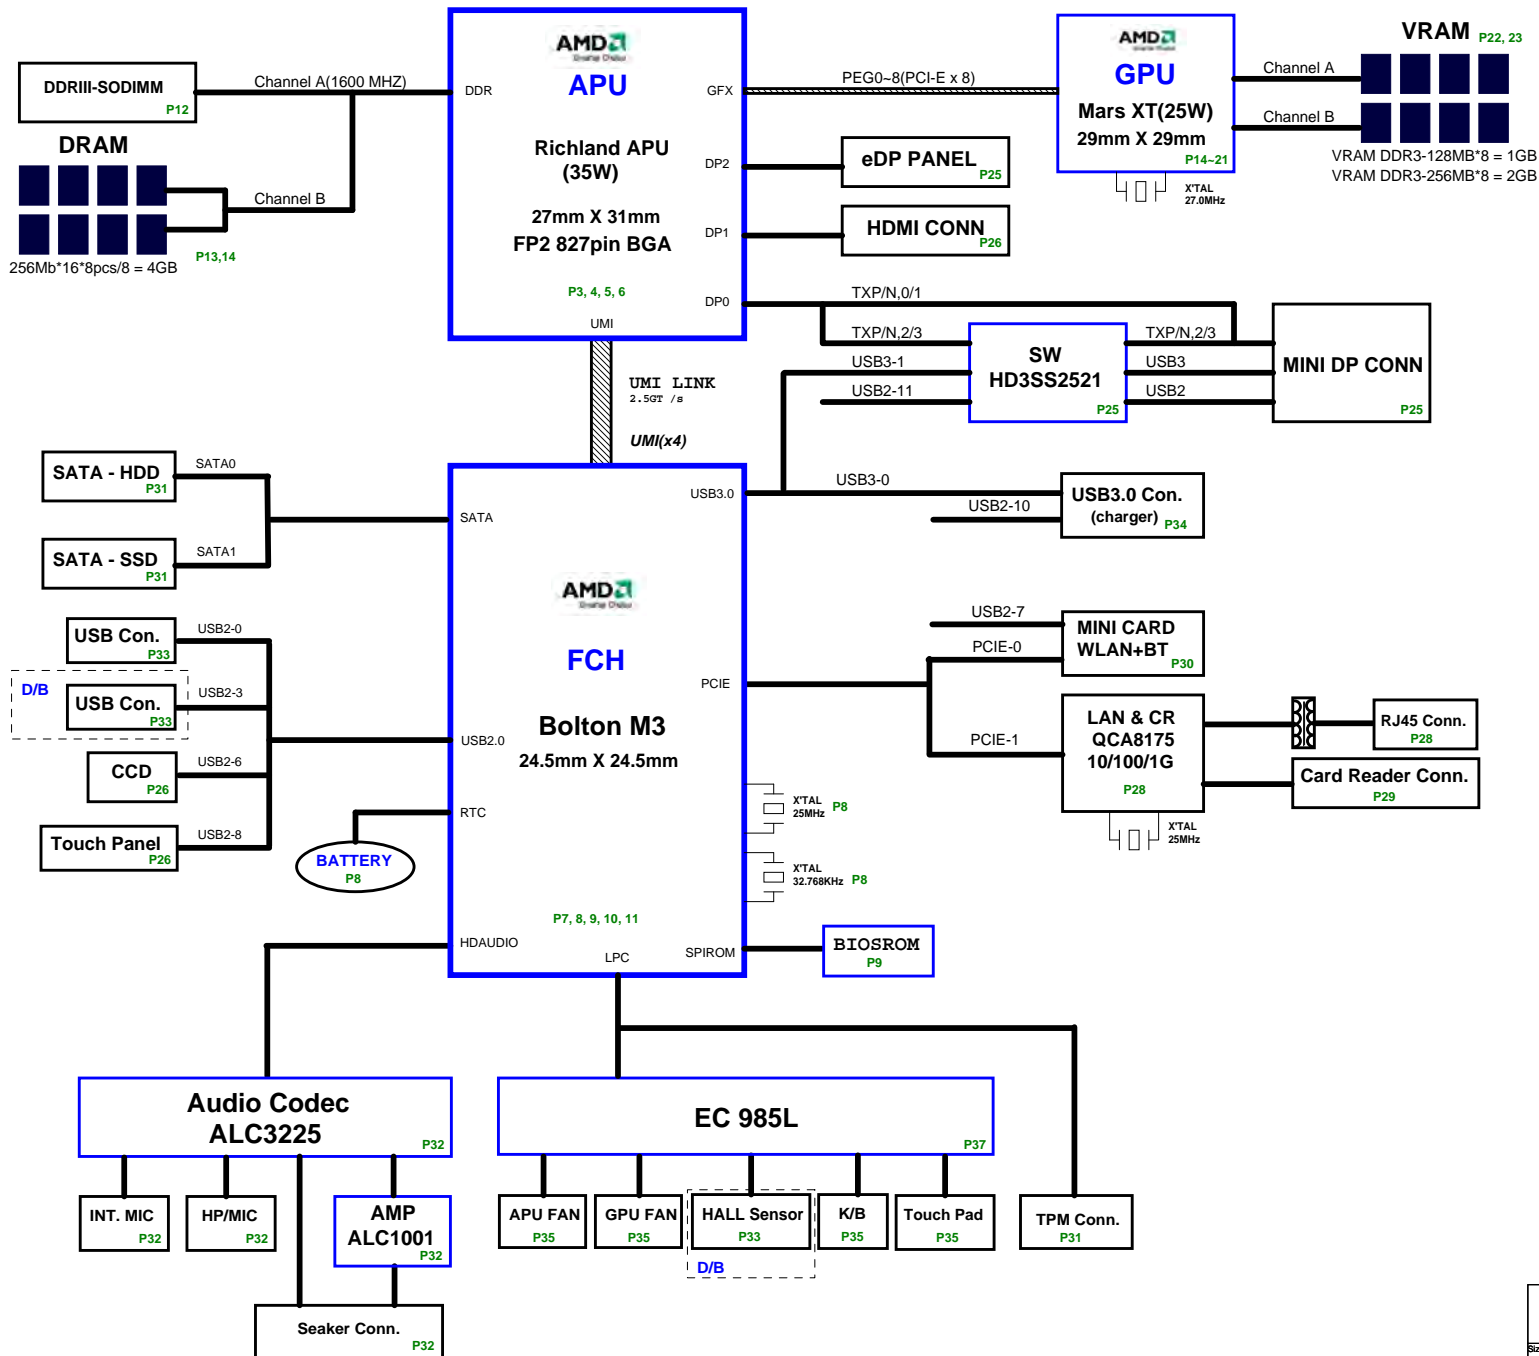 AMD
APU
Richland APU
(35W)
27mm X 31mm
FP2 827pin BGA
P3, 4, 5, 6
DDR
GFX
DP2
DP1
DP0
UMI
DDRIII-SODIMM
P12
Channel A(1600 MHZ)
DRAM
Channel B
P13,14
256Mb*16*8pcs/8 = 4GB
PEG0~8(PCI-E x 8)
AMD
GPU
Mars XT(25W)
29mm X 29mm
P14~21
X'TAL
27.0MHz
Channel A
Channel B
VRAM P22, 23
VRAM DDR3-128MB*8 = 1GB
VRAM DDR3-256MB*8 = 2GB
eDP PANEL
P25
HDMI CONN
P26
TXP/N,0/1
TXP/N,2/3
USB3-1
USB2-11
SW
HD3SS2521
P25
TXP/N,2/3
USB3
USB2
MINI DP CONN
P25
UMI LINK
2.5GT /s
UMI(x4)
SATA - HDD
P31
SATA0
SATA - SSD
P31
SATA1
USB Con.
P33
USB2-0
D/B
USB Con.
P33
USB2-3
CCD
P26
USB2-6
Touch Panel
P26
USB2-8
BATTERY
P8
SATA
USB2.0
RTC
HDAUDIO
AMD
FCH
Bolton M3
24.5mm X 24.5mm
P7, 8, 9, 10, 11
LPC
USB3.0
PCIE
SPIROM
USB3-0
USB2-10
USB3.0 Con.
(charger) P34
USB2-7
PCIE-0
MINI CARD
WLAN+BT
P30
PCIE-1
LAN & CR
QCA8175
10/100/1G
P28
X'TAL
25MHz
RJ45 Conn.
P28
Card Reader Conn.
P29
X'TAL
25MHz P8
X'TAL
32.768KHz P8
BIOSROM
P9
Audio Codec
ALC3225
P32
INT. MIC
P32
HP/MIC
P32
AMP
ALC1001
P32
Seaker Conn.
P32
EC 985L
P37
APU FAN
P35
GPU FAN
P35
HALL Sensor
P33
D/B
K/B
P35
Touch Pad
P35
TPM Conn.
P31